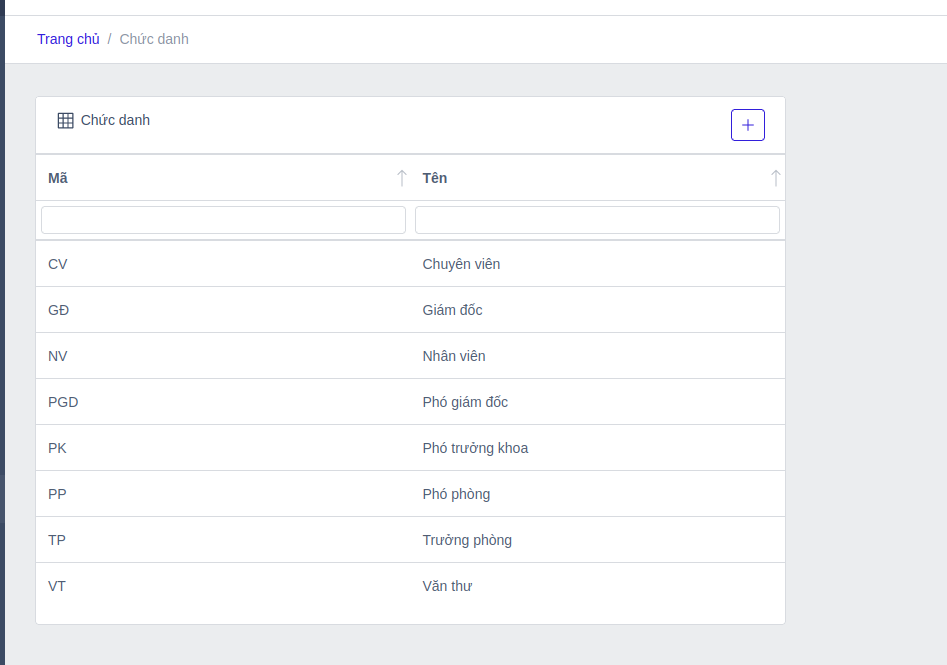 Trang chủ / Chức danh
Chức danh
Mã Tên
CV Chuyên viên
GĐ Giám đốc
NV Nhân viên
PGD Phó giám đốc
PK Phó trưởng khoa
PP Phó phòng
TP Trưởng phòng
VT Văn thư